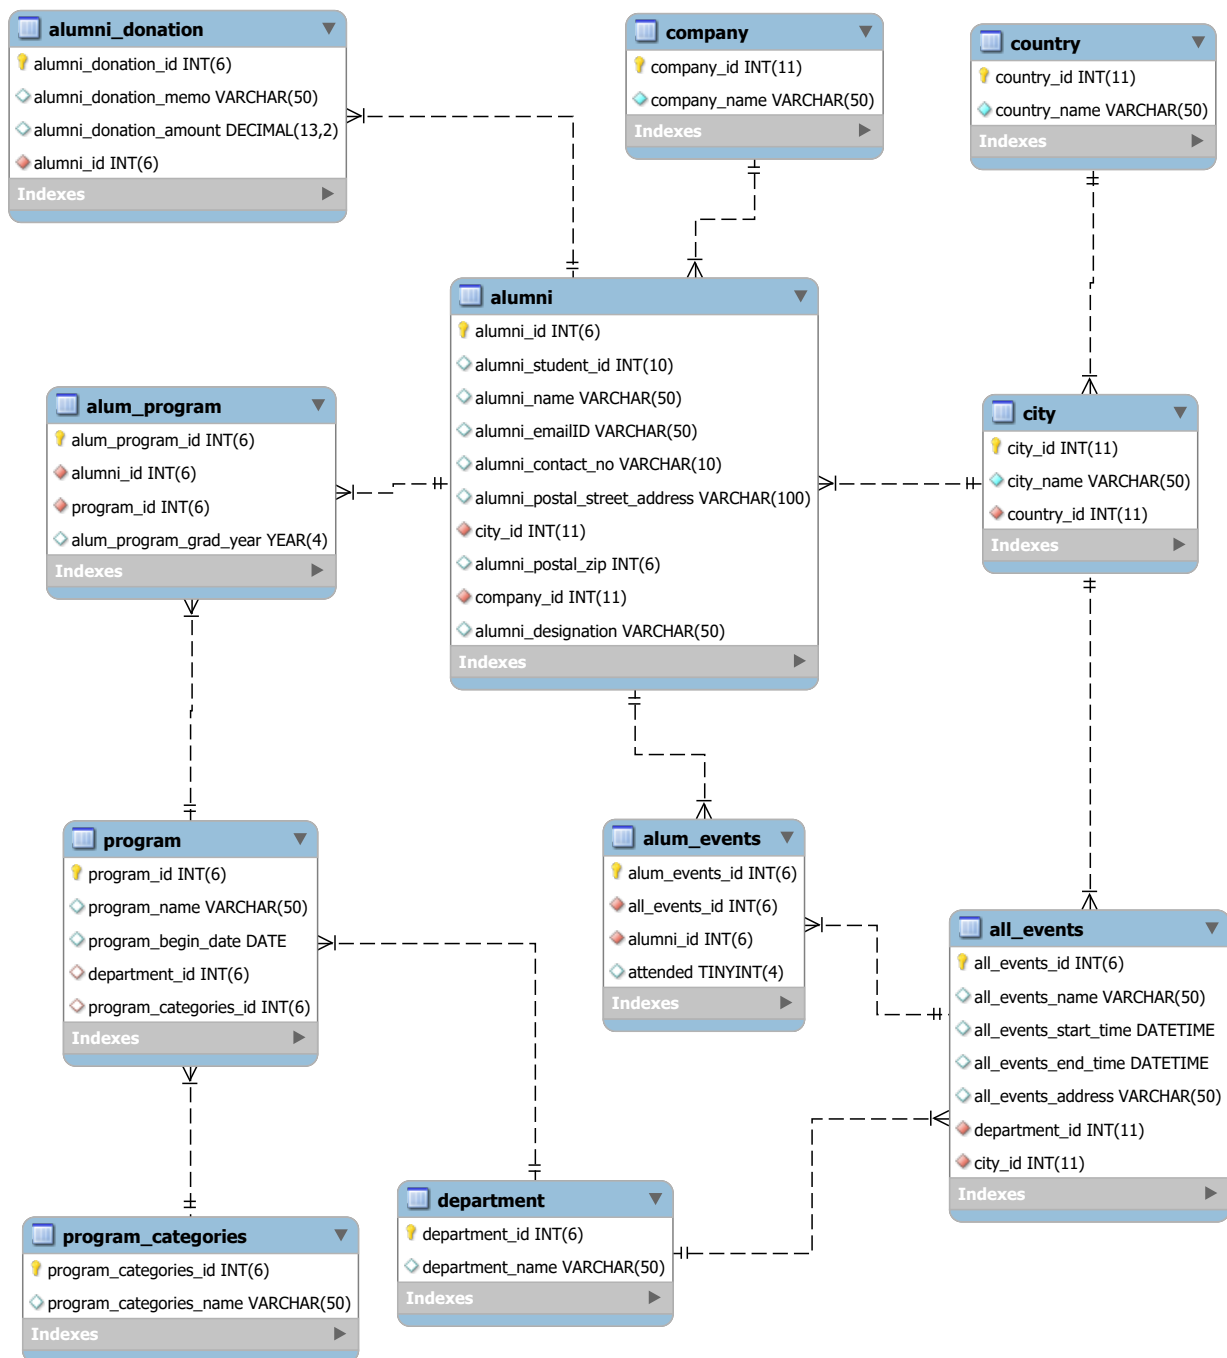 alumni_donation
alumni_donation_id INT(6)
alumni_donation_memo VARCHAR(50)
alumni_donation_amount DECIMAL(13,2)
alumni_id INT(6)
Indexes
company
company_id INT(11)
company_name VARCHAR(50)
Indexes
country
country_id INT(11)
country_name VARCHAR(50)
Indexes
alumni
alumni_id INT(6)
alumni_student_id INT(10)
alumni_name VARCHAR(50)
alumni_emailID VARCHAR(50)
alumni_contact_no VARCHAR(10)
alumni_postal_street_address VARCHAR(100)
city_id INT(11)
alumni_postal_zip INT(6)
company_id INT(11)
alumni_designation VARCHAR(50)
Indexes
alum_program
alum_program_id INT(6)
alumni_id INT(6)
program_id INT(6)
alum_program_grad_year YEAR(4)
Indexes
city
city_id INT(11)
city_name VARCHAR(50)
country_id INT(11)
Indexes
program
program_id INT(6)
program_name VARCHAR(50)
program_begin_date DATE
department_id INT(6)
program_categories_id INT(6)
Indexes
alum_events
alum_events_id INT(6)
all_events_id INT(6)
alumni_id INT(6)
attended TINYINT(4)
Indexes
all_events
all_events_id INT(6)
all_events_name VARCHAR(50)
all_events_start_time DATETIME
all_events_end_time DATETIME
all_events_address VARCHAR(50)
department_id INT(11)
city_id INT(11)
Indexes
department
department_id INT(6)
department_name VARCHAR(50)
Indexes
program_categories
program_categories_id INT(6)
program_categories_name VARCHAR(50)
Indexes